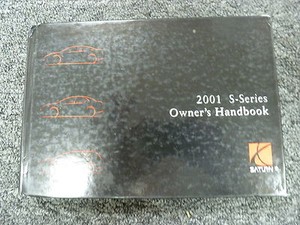 2001 S-Series
Owner's Handbook
SATURN